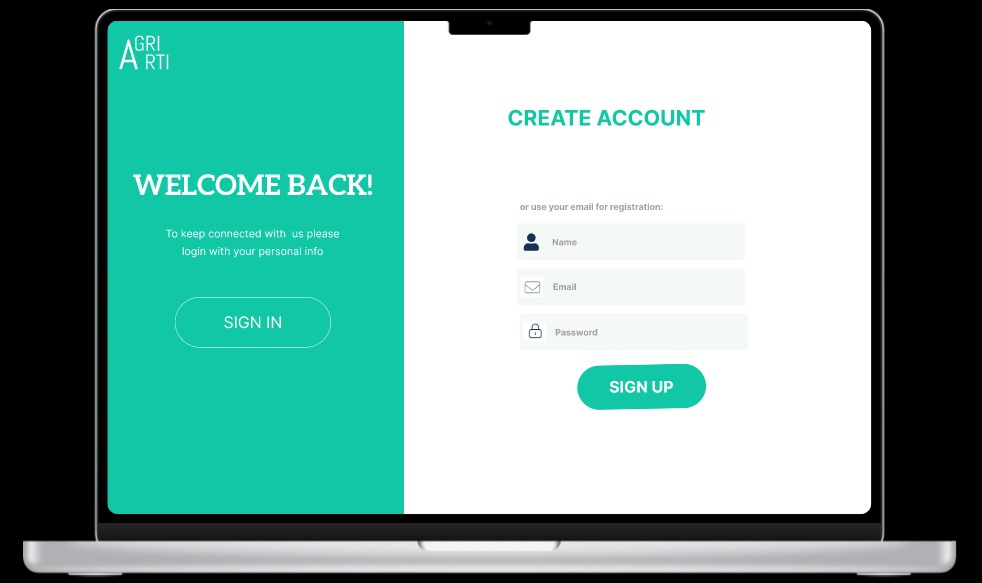 AGRI
ARTI
WELCOME BACK!
To keep connected with us please
login with your personal info
SIGN IN
CREATE ACCOUNT
or use your email for registration:
Name
Email
Password
SIGN UP